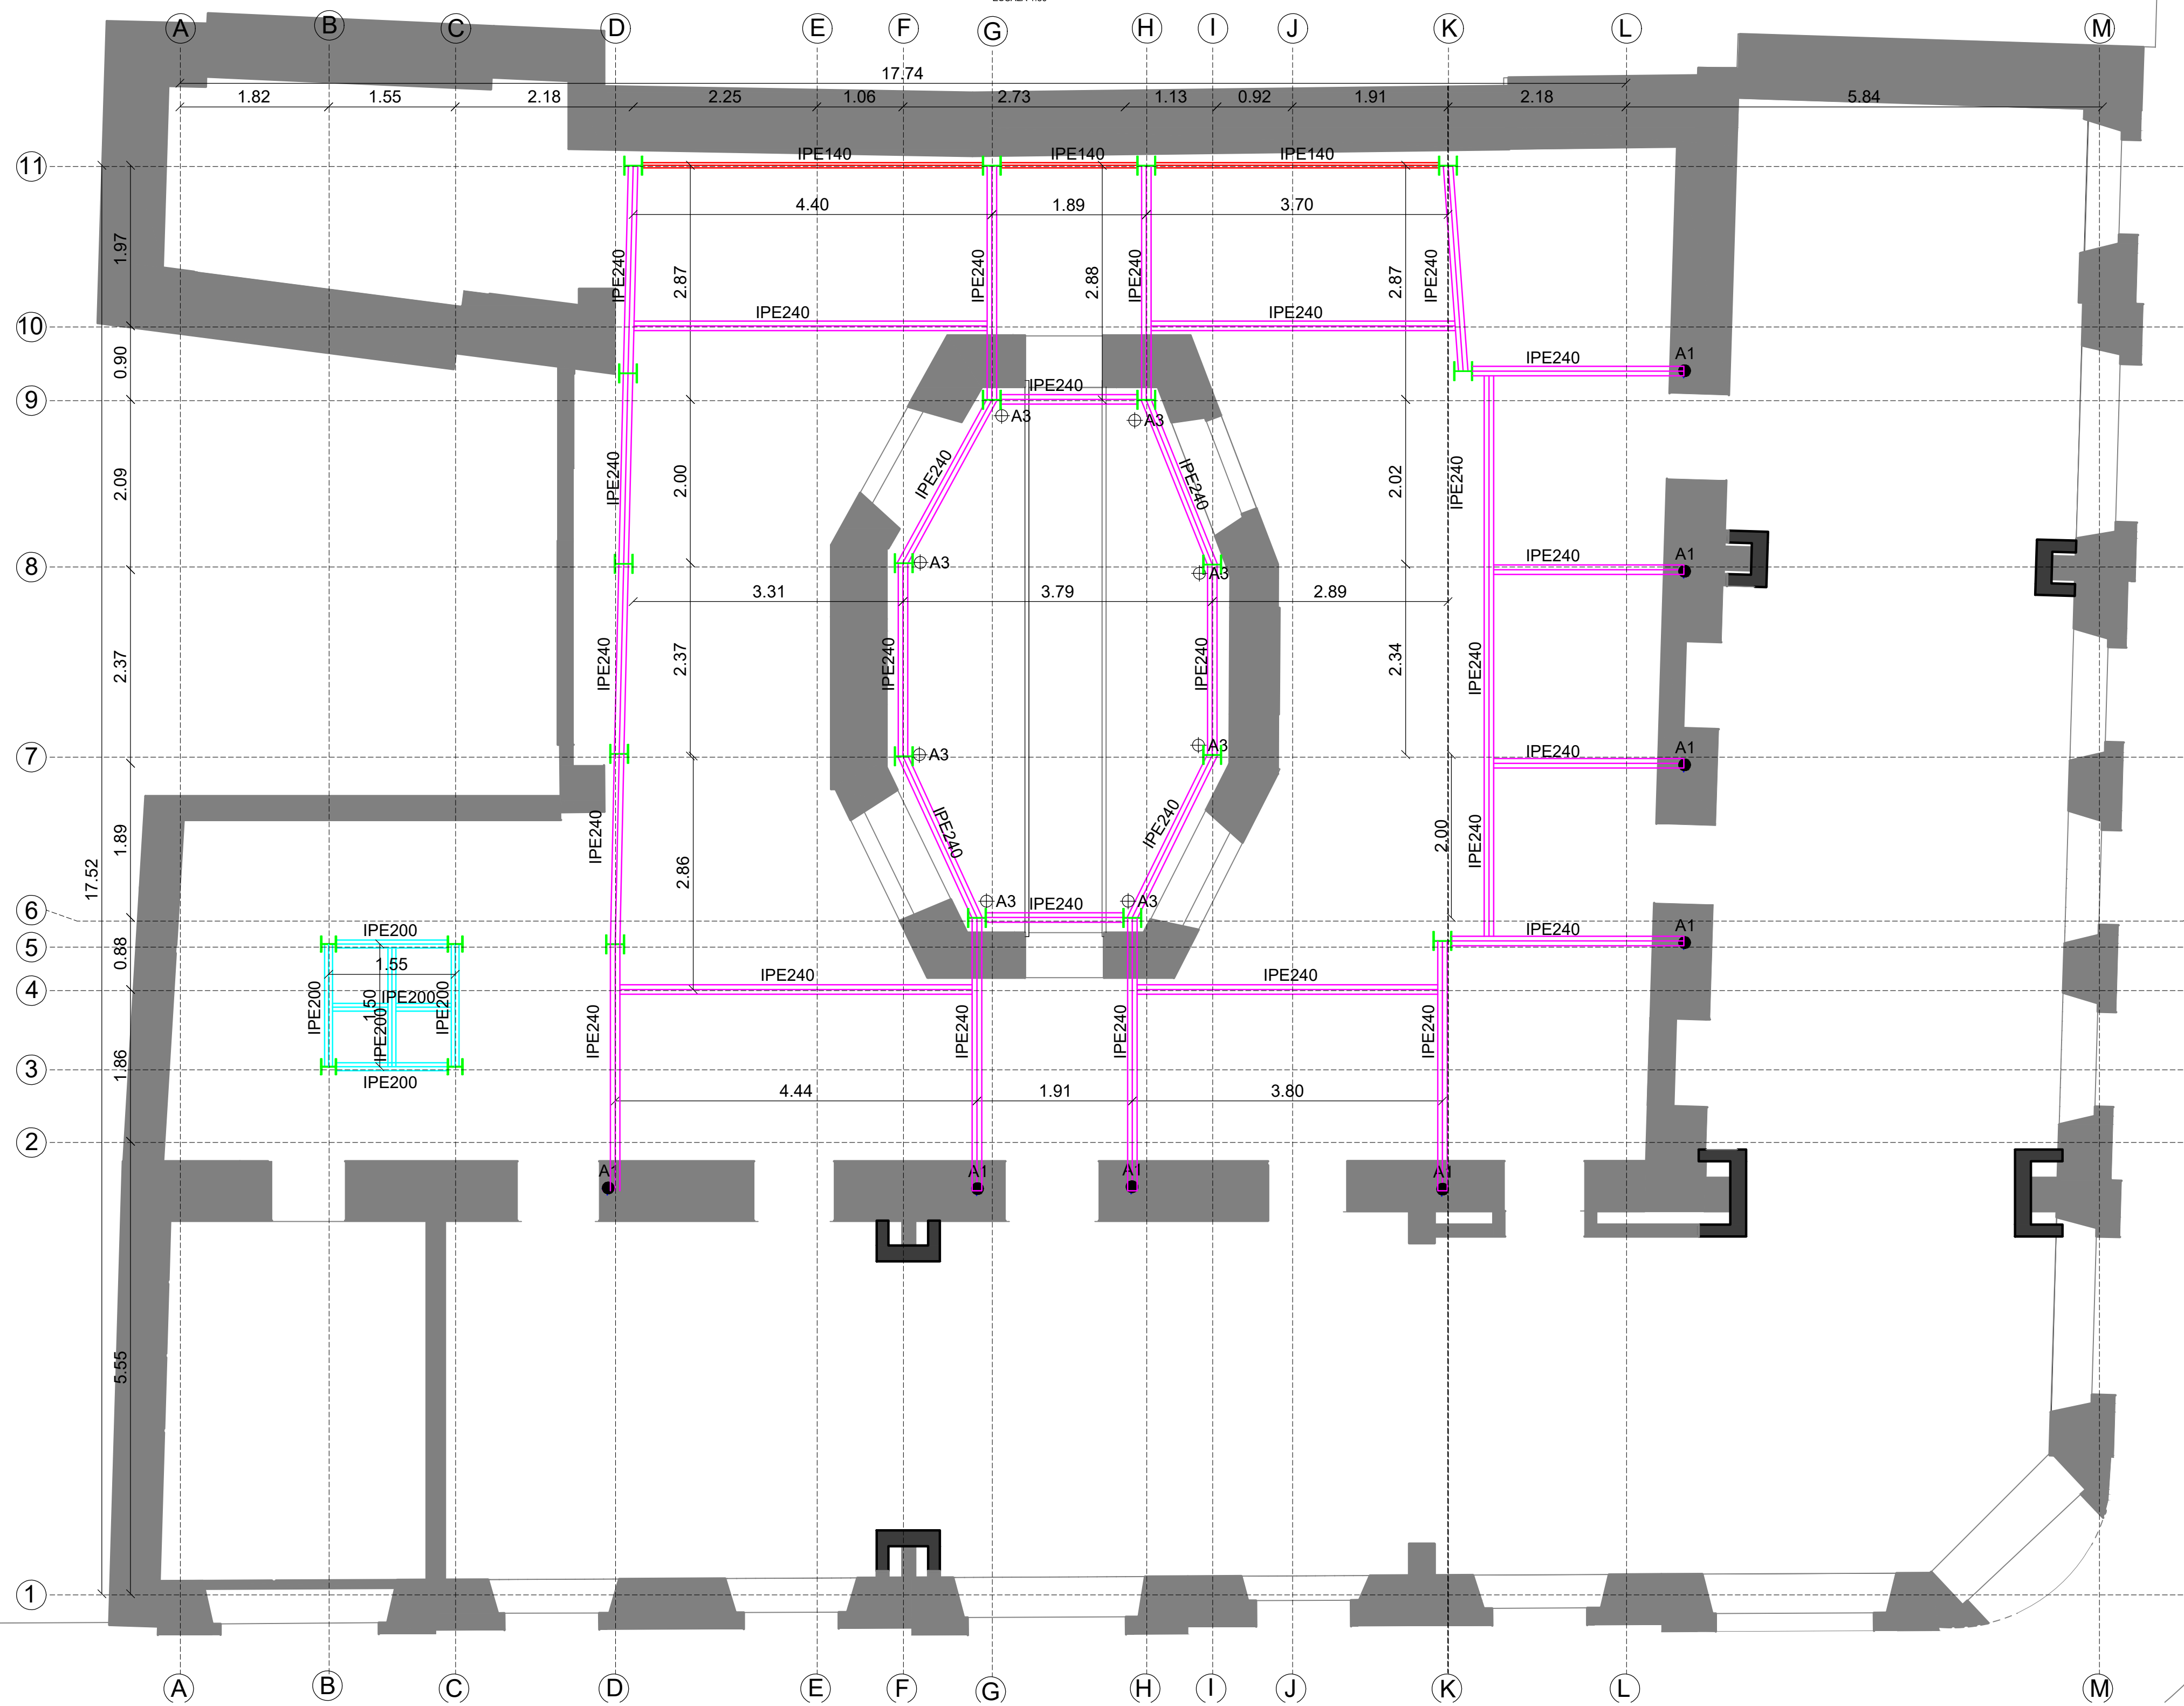 A B C D E F G H I J K L M
17.74
1.82 1.55 2.18 2.25 1.06 2.73 1.13 0.92 1.91 2.18 5.84
11
IPE140 IPE140 IPE140
4.40 1.89 3.70
1.97
IPE240 2.87 IPE240 2.88 IPE240 2.87 IPE240
10
IPE240 IPE240
0.90
IPE240 A1
9
IPE240
A3 A3
2.09
IPE240 2.00 IPE240 IPE240 2.02 IPE240
8
A3 A3
IPE240 A1
3.31 3.79 2.89
2.37
IPE240 2.37 IPE240 IPE240 2.34 IPE240
7
A3 A3
IPE240 A1
1.89
IPE240 IPE240 IPE240 2.00 IPE240
17.52
2.86
A3 A3
6
IPE240
IPE200
5
IPE240 A1
0.88
1.55
4
IPE240 IPE240
IPE200 1.50 IPE200 IPE200 IPE200
IPE240 IPE240 IPE240 IPE240
1.86
3
IPE200
4.44 1.91 3.80
2
A1 A1 A1 A1
5.55
1
A B C D E F G H I J K L M